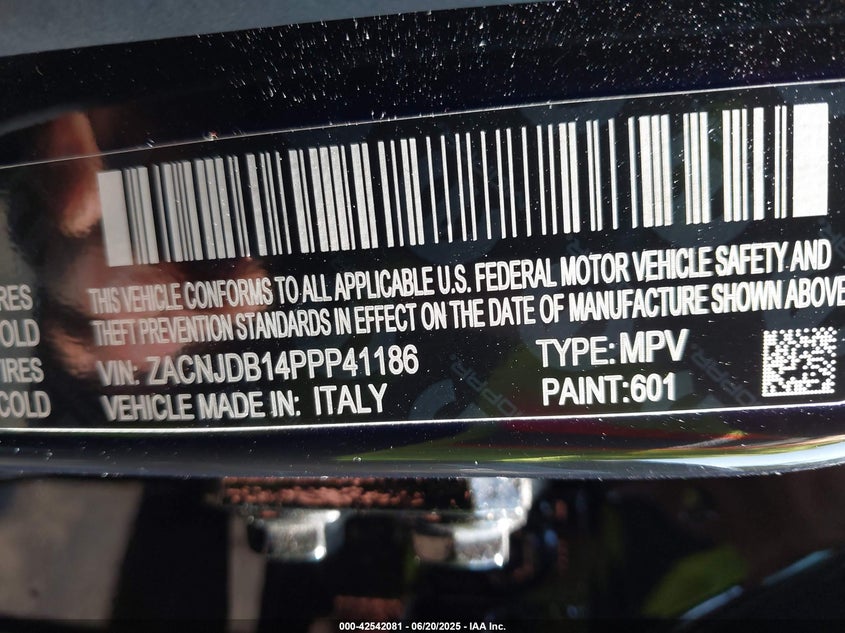 THIS VEHICLE CONFORMS TO ALL APPLICABLE U.S. FEDERAL MOTOR VEHICLE SAFETY AND
THEFT PREVENTION STANDARDS IN EFFECT ON THE DATE OF MANUFACTURE SHOWN ABOVE
VIN: ZACNJDB14PPP41186 TYPE: MPV
VEHICLE MADE IN: ITALY PAINT:601
RES
OLD
IRES
COLD
000-42542081 - 06/20/2025 - IAA Inc.